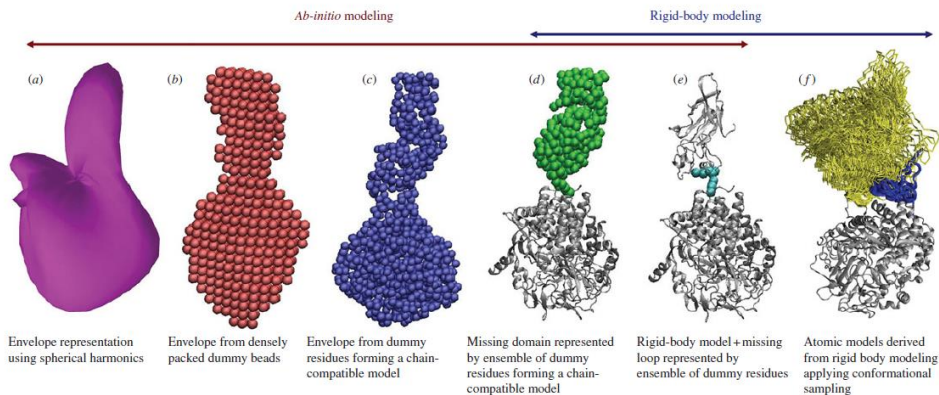 Ab-initio modeling
Rigid-body modeling
(a)
(b)
(c)
(d)
(e)
(f)
Envelope representation
using spherical harmonics
Envelope from densely
packed dummy beads
Envelope from dummy
residues forming a chain-
compatible model
Missing domain represented
by ensemble of dummy
residues forming a chain-
compatible model
Rigid-body model + missing
loop represented by
ensemble of dummy residues
Atomic models derived
from rigid body modeling
applying conformational
sampling